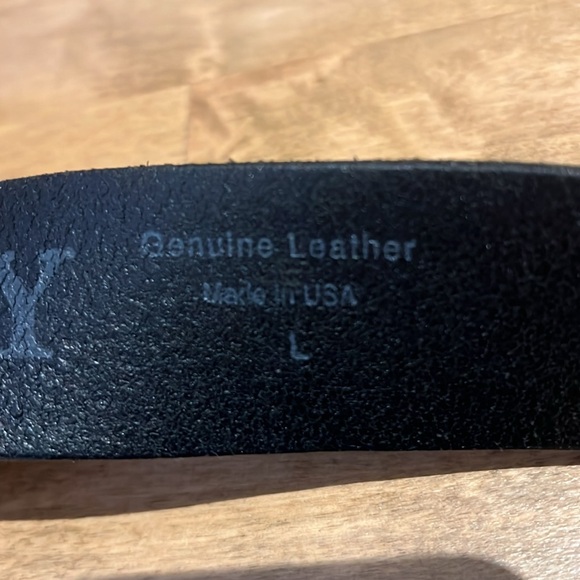 Y
Genuine Leather
Made in USA
L